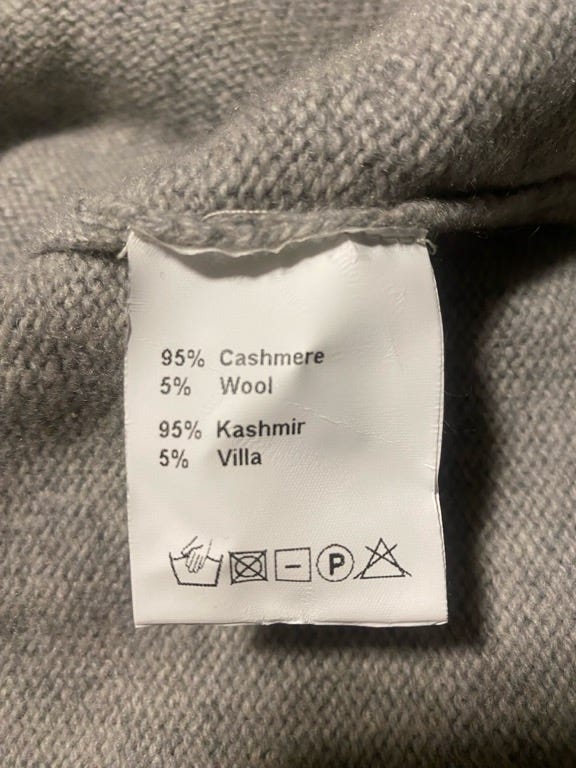 95% Cashmere
5% Wool
95% Kashmir
5% Villa
P